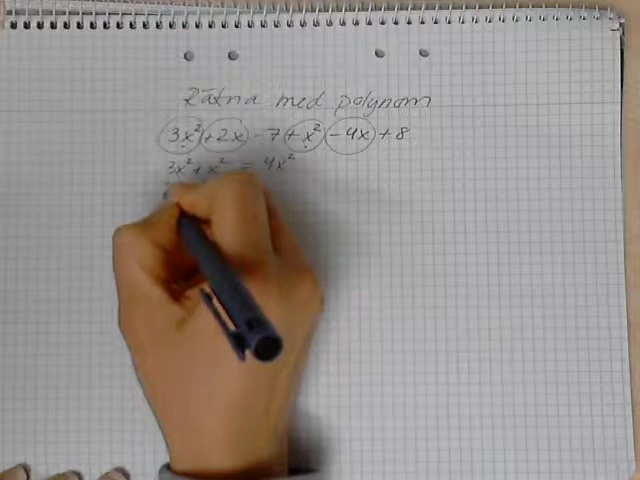 Räkna med polynom
3x² + 2x - 7 + x² - 4x + 8
3x² + x² = 4x²